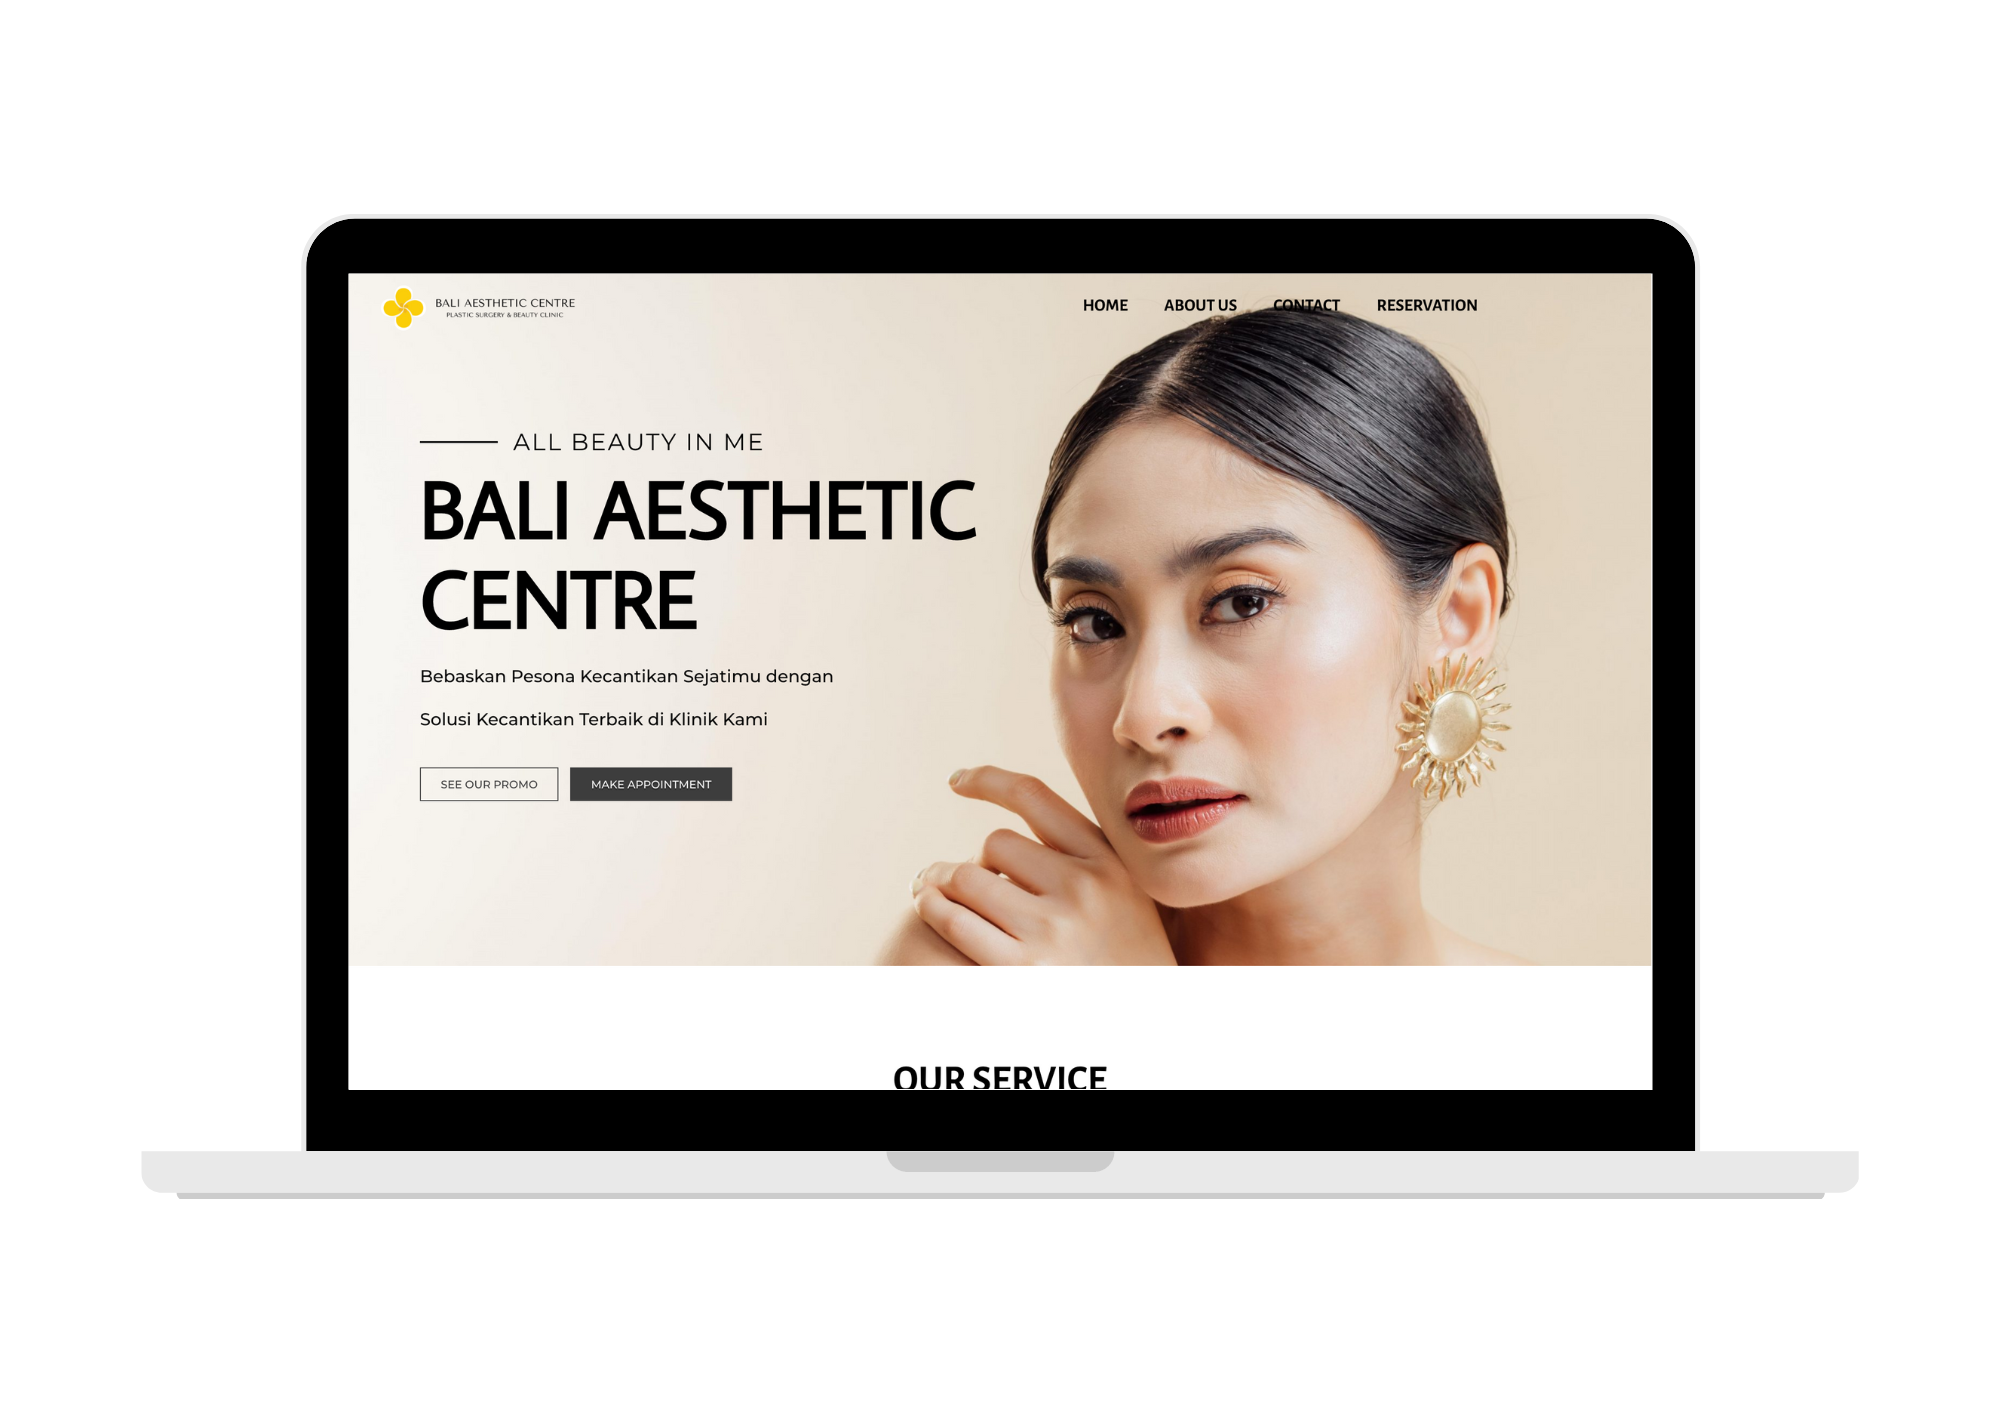 BALI AESTHETIC CENTRE
PLASTIC SURGERY & BEAUTY CLINIC
HOME ABOUT US CONTACT RESERVATION
ALL BEAUTY IN ME
BALI AESTHETIC
CENTRE
Bebaskan Pesona Kecantikan Sejatimu dengan
Solusi Kecantikan Terbaik di Klinik Kami
SEE OUR PROMO MAKE APPOINTMENT
OUR SERVICE